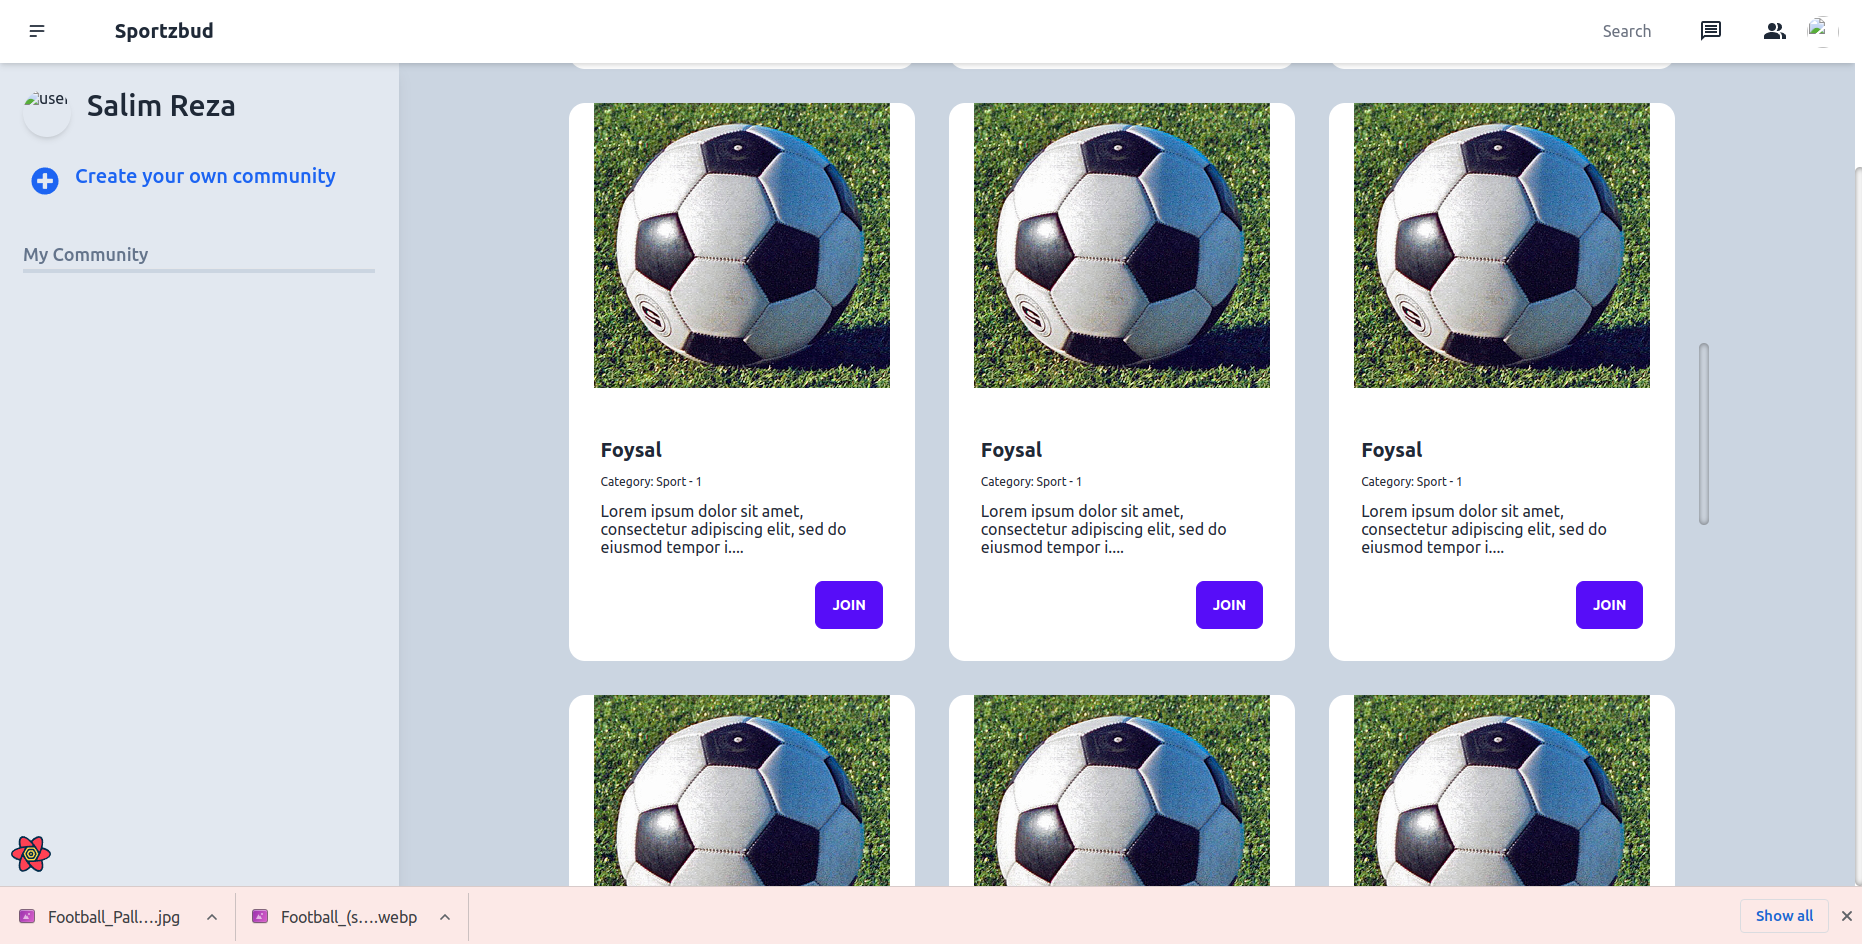 Sportzbud
Search
user
Salim Reza
Create your own community
My Community
Foysal
Category: Sport - 1
Lorem ipsum dolor sit amet,
consectetur adipiscing elit, sed do
eiusmod tempor i....
JOIN
Foysal
Category: Sport - 1
Lorem ipsum dolor sit amet,
consectetur adipiscing elit, sed do
eiusmod tempor i....
JOIN
Foysal
Category: Sport - 1
Lorem ipsum dolor sit amet,
consectetur adipiscing elit, sed do
eiusmod tempor i....
JOIN
Football_Pall....jpg
Football_(s....webp
Show all